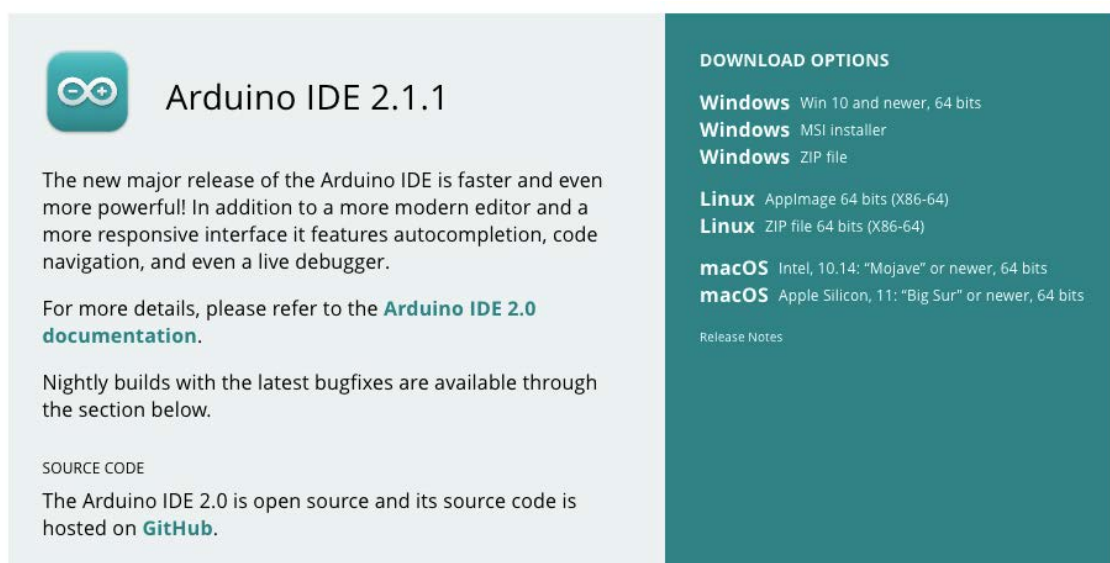 Arduino IDE 2.1.1
The new major release of the Arduino IDE is faster and even
more powerful! In addition to a more modern editor and a
more responsive interface it features autocompletion, code
navigation, and even a live debugger.
For more details, please refer to the Arduino IDE 2.0
documentation.
Nightly builds with the latest bugfixes are available through
the section below.
SOURCE CODE
The Arduino IDE 2.0 is open source and its source code is
hosted on GitHub.
DOWNLOAD OPTIONS
Windows Win 10 and newer, 64 bits
Windows MSI installer
Windows ZIP file
Linux AppImage 64 bits (X86-64)
Linux ZIP file 64 bits (X86-64)
macOS Intel, 10.14: “Mojave” or newer, 64 bits
macOS Apple Silicon, 11: “Big Sur” or newer, 64 bits
Release Notes